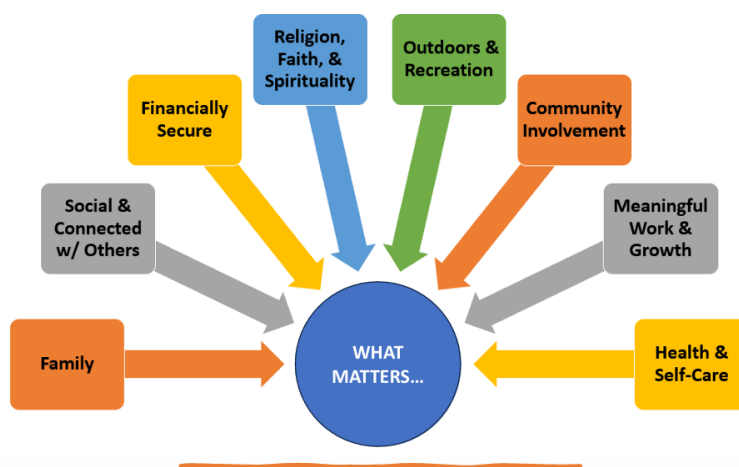 Religion,
Faith, &
Spirituality
Outdoors &
Recreation
Financially
Secure
Community
Involvement
Social &
Connected
w/ Others
Meaningful
Work &
Growth
Family
WHAT
MATTERS...
Health &
Self-Care